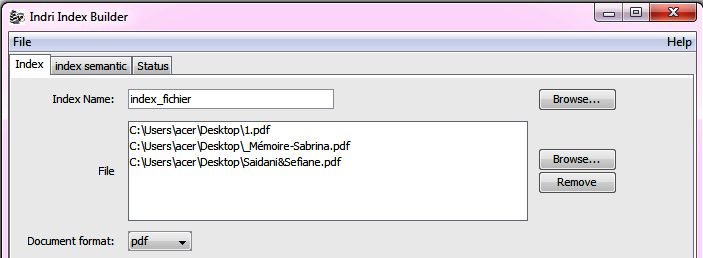 Indri Index Builder
File Help
Index index semantic Status
Index Name: index_fichier Browse...
C:\Users\acer\Desktop\1.pdf
C:\Users\acer\Desktop\_Mémoire-Sabrina.pdf
C:\Users\acer\Desktop\Saidani&Sefiane.pdf
File Browse...
Remove
Document format: pdf